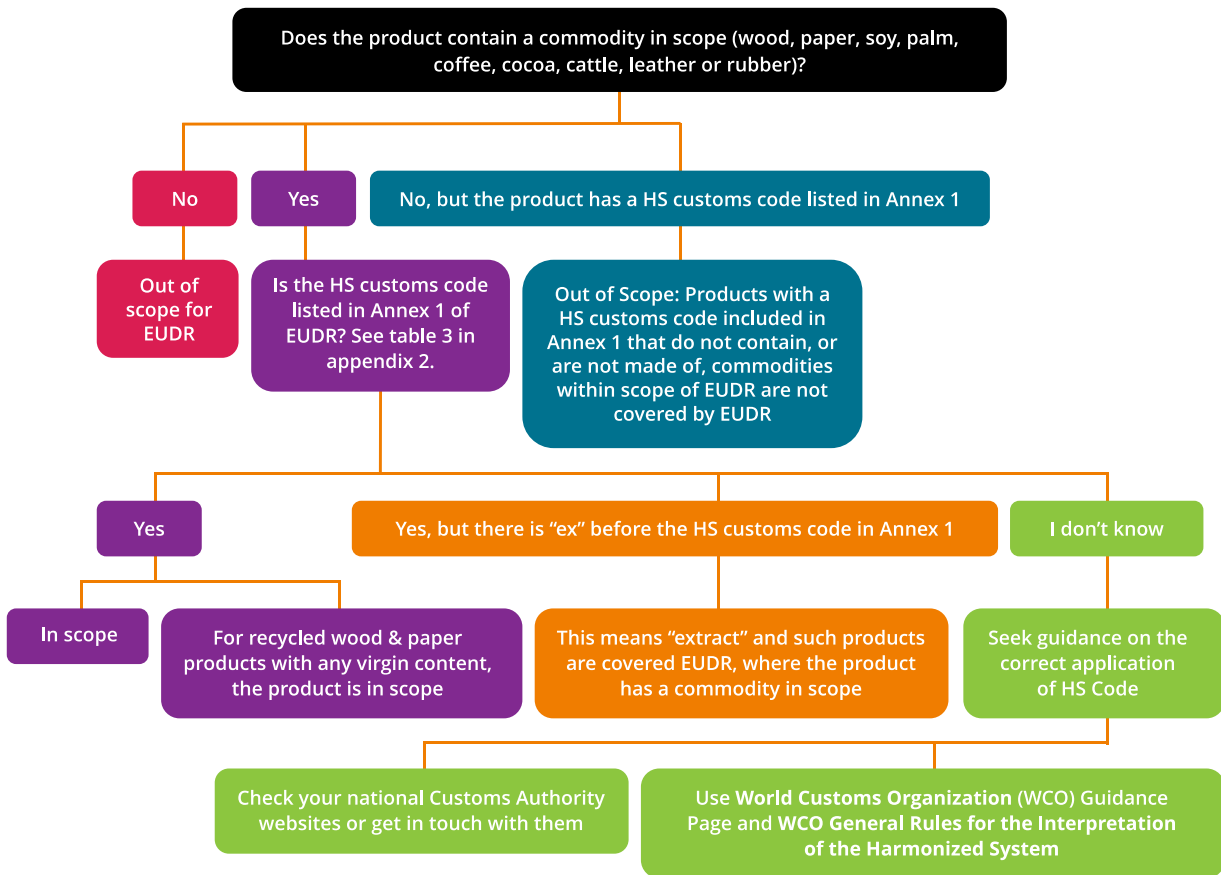 Does the product contain a commodity in scope (wood, paper, soy, palm,
coffee, cocoa, cattle, leather or rubber)?
No
Yes
No, but the product has a HS customs code listed in Annex 1
Out of
scope for
EUDR
Is the HS customs code
listed in Annex 1 of
EUDR? See table 3 in
appendix 2.
Out of Scope: Products with a
HS customs code included in
Annex 1 that do not contain, or
are not made of, commodities
within scope of EUDR are not
covered by EUDR
Yes
Yes, but there is “ex” before the HS customs code in Annex 1
I don’t know
In scope
For recycled wood & paper
products with any virgin content,
the product is in scope
This means “extract” and such products
are covered EUDR, where the product
has a commodity in scope
Seek guidance on the
correct application
of HS Code
Check your national Customs Authority
websites or get in touch with them
Use World Customs Organization (WCO) Guidance
Page and WCO General Rules for the Interpretation
of the Harmonized System